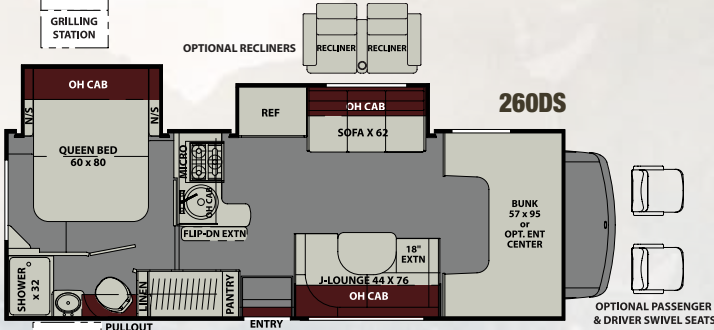 GRILLING
STATION
OPTIONAL RECLINERS
RECLINER
RECLINER
OH CAB
N/S
N/S
QUEEN BED
60 x 80
REF
OH CAB
SOFA X 62
260DS
MICRO
OH CAB
FLIP-DN EXTN
BUNK
57 x 95
or
OPT. ENT
CENTER
18"
EXTN
J-LOUNGE 44 X 76
OH CAB
SHOWER
x 32
LINEN
PANTRY
PULLOUT
ENTRY
OPTIONAL PASSENGER
& DRIVER SWIVEL SEATS